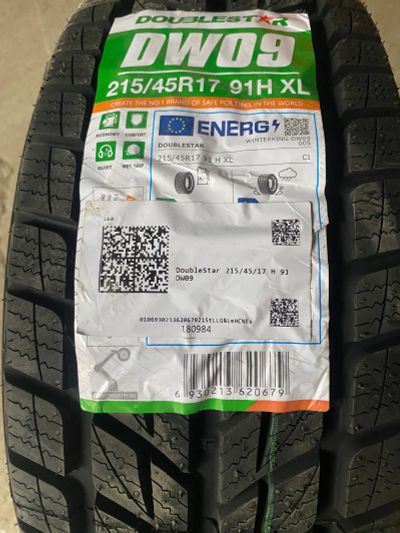 DOUBLESTAR
DW09
215/45R17 91H XL
CREATE THE NO.1 BRAND OF SAFE PCR TIRES IN THE WORLD
ECONOMY COMFORT
ENERG
WINTERKING DW09
DOUBLESTAR
215/45R17 91 H XL C1
QUIET
DoubleStar 215/45/17 H 91
DW09
180984
6 930213 620679